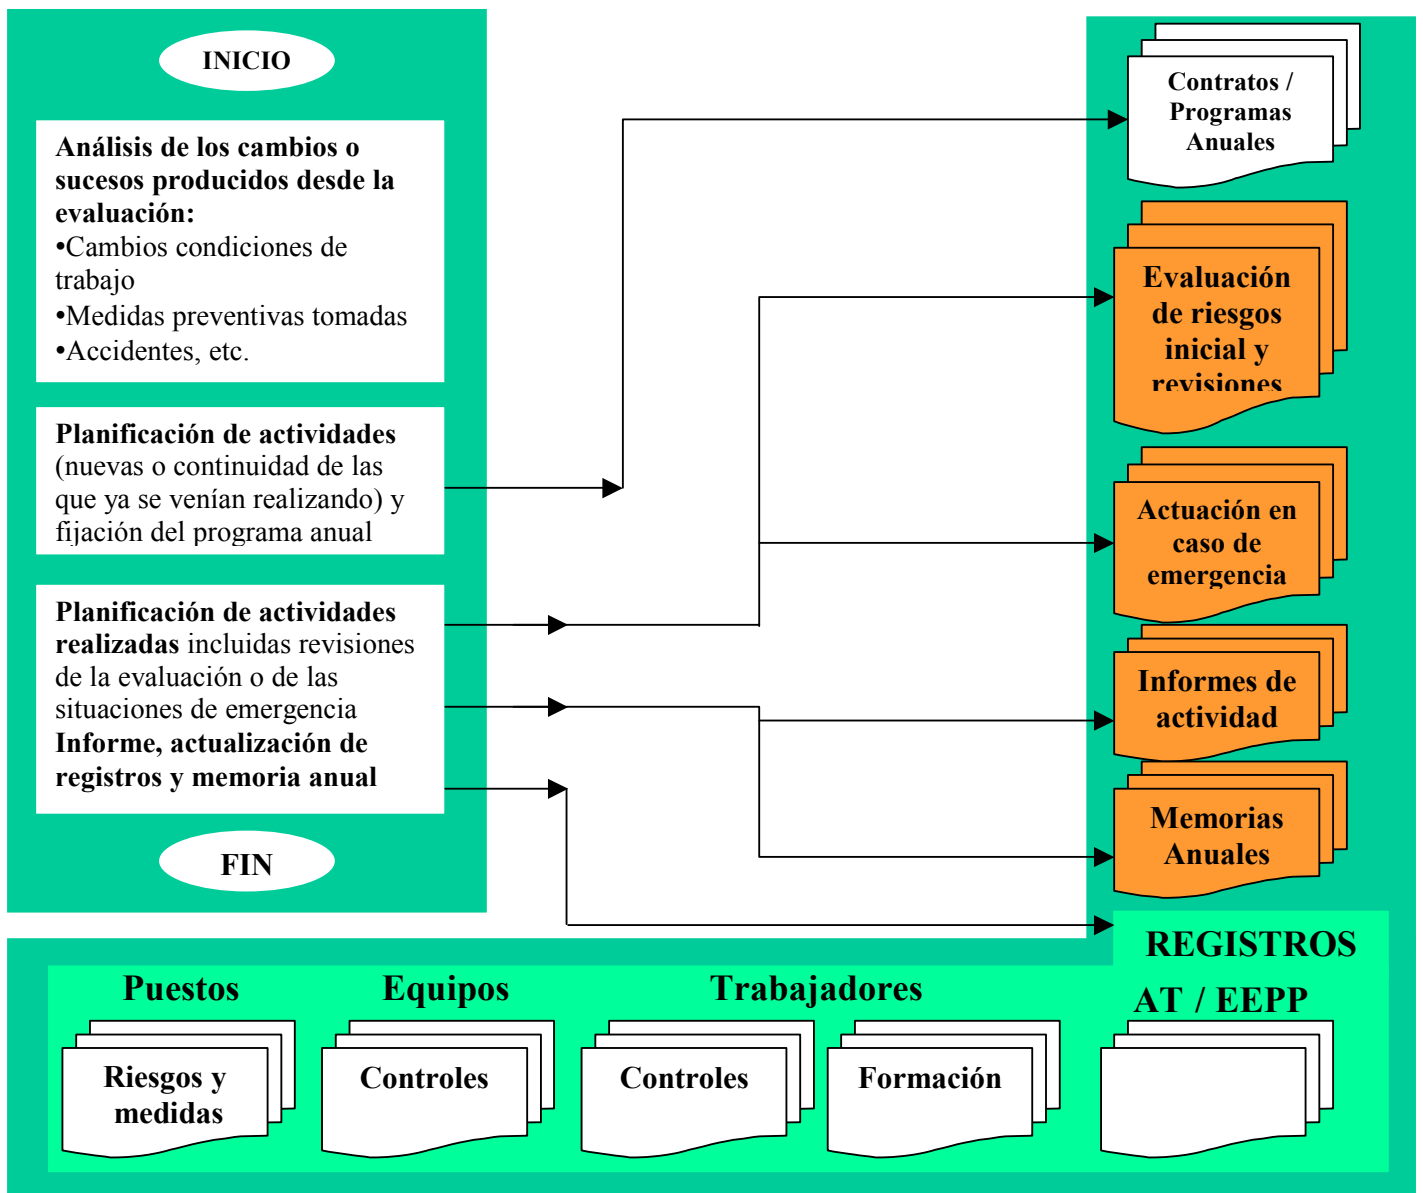 INICIO
Análisis de los cambios o
sucesos producidos desde la
evaluación:
•Cambios condiciones de
trabajo
•Medidas preventivas tomadas
•Accidentes, etc.
Planificación de actividades
(nuevas o continuidad de las
que ya se venían realizando) y
fijación del programa anual
Planificación de actividades
realizadas incluidas revisiones
de la evaluación o de las
situaciones de emergencia
Informe, actualización de
registros y memoria anual
FIN
Contratos /
Programas
Anuales
Evaluación
de riesgos
inicial y
revisiones
Actuación en
caso de
emergencia
Informes de
actividad
Memorias
Anuales
REGISTROS
Puestos
Equipos
Trabajadores
AT / EEPP
Riesgos y
medidas
Controles
Controles
Formación